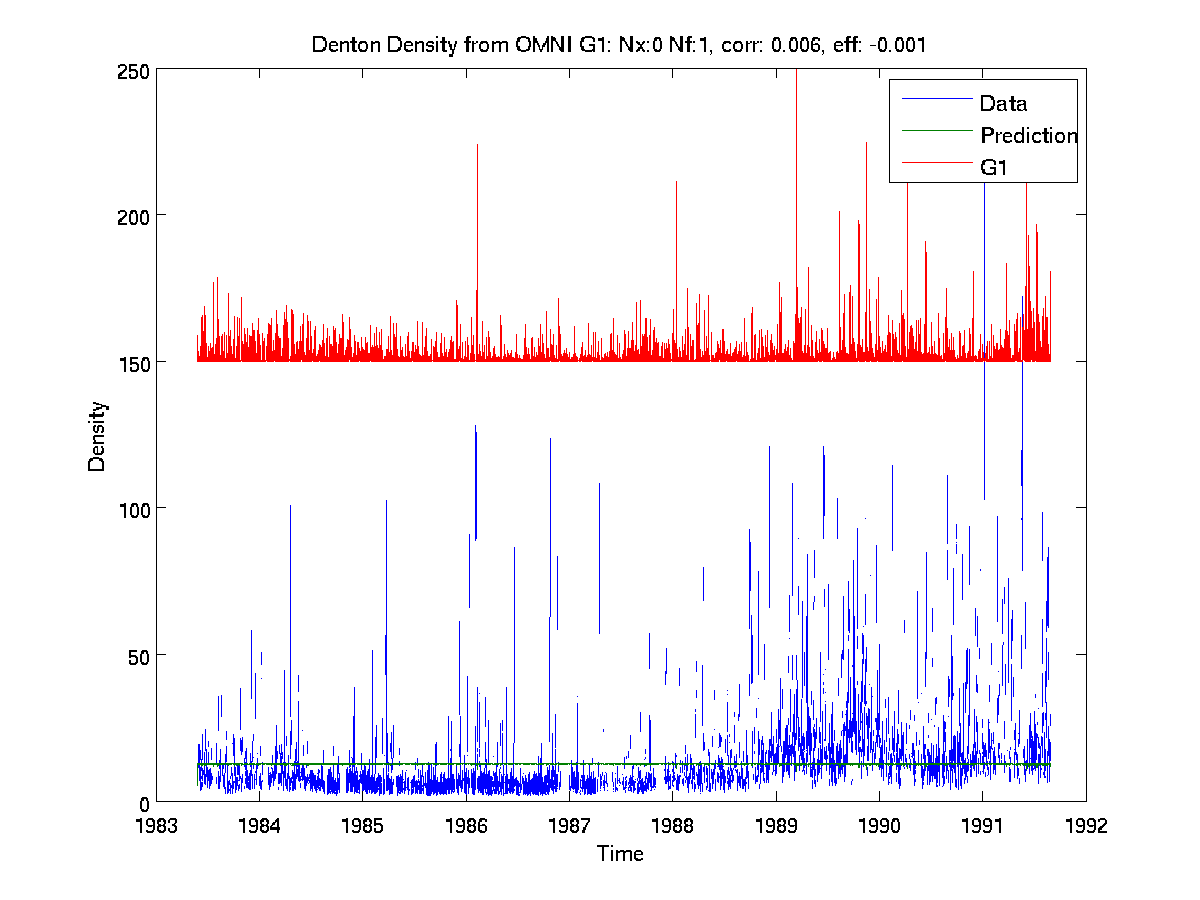 Denton Density from OMNI G1: Nx:0 Nf:1, corr: 0.006, eff: -0.001
250
200
150
100
50
0
Density
Data
Prediction
G1
1983 1984 1985 1986 1987 1988 1989 1990 1991 1992
Time